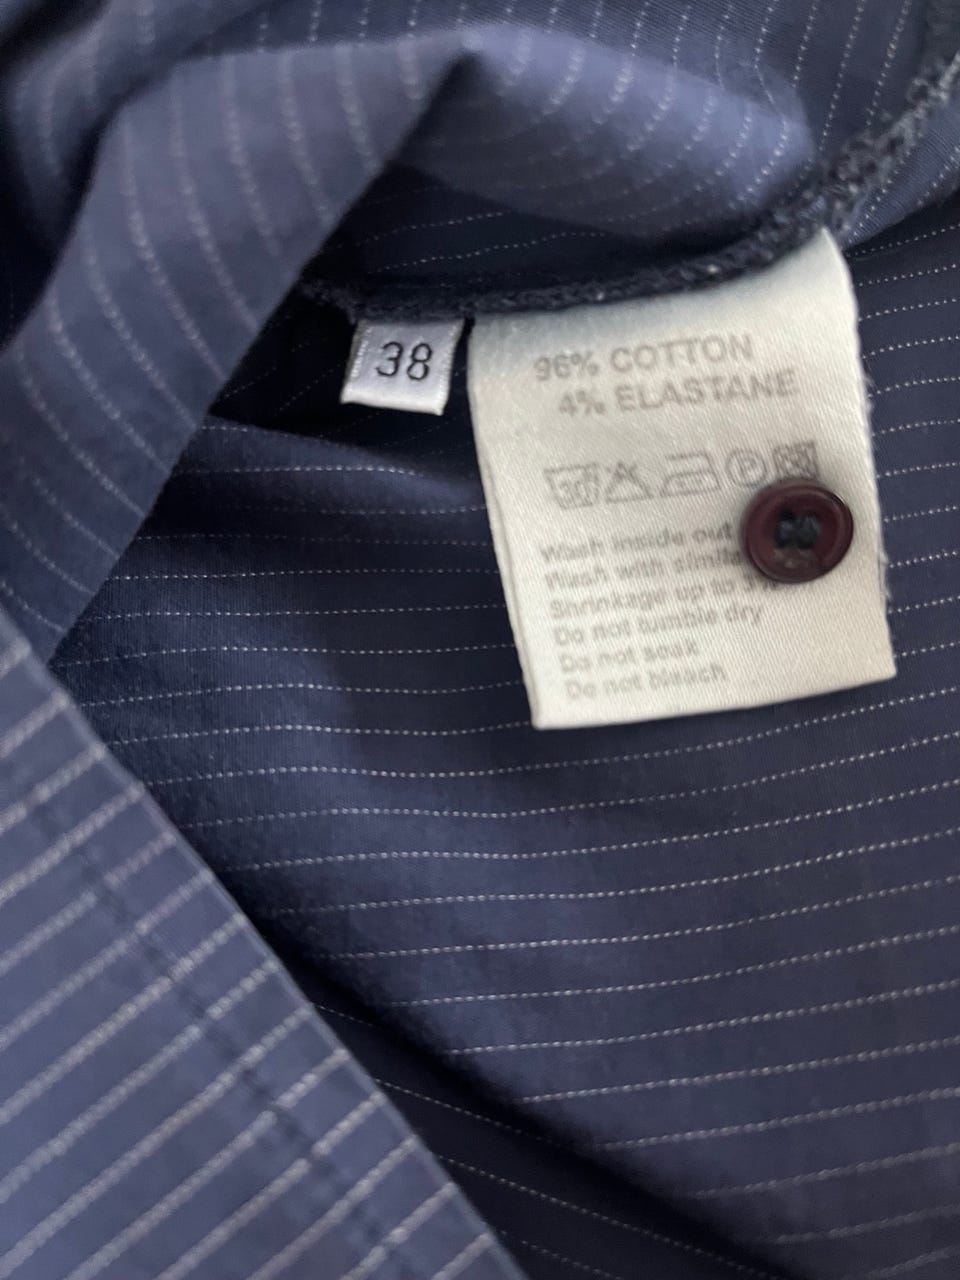 38
96% COTTON
4% ELASTANE
30 P
Wash inside out
Wash with
Shrinkage up to
Do not tumble dry
Do not soak
Do not bleach